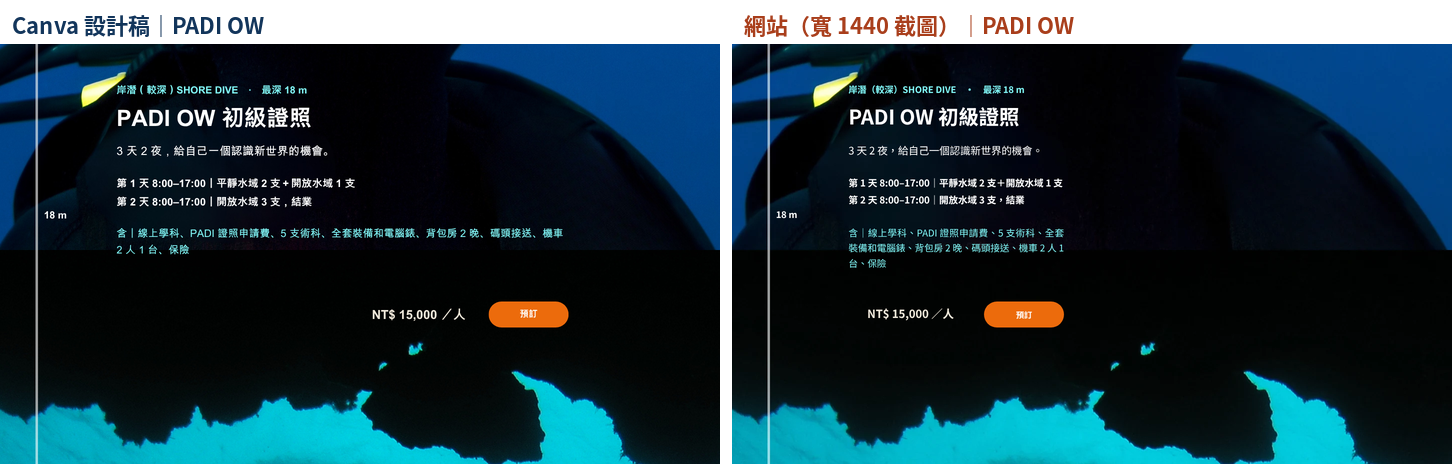 Canva 設計稿｜PADI OW
岸潛（較深）SHORE DIVE · 最深 18 m
PADI OW 初級證照
3 天 2 夜，給自己一個認識新世界的機會。
第 1 天 8:00–17:00｜平靜水域 2 支＋開放水域 1 支
第 2 天 8:00–17:00｜開放水域 3 支，結業
18 m
含｜線上學科、PADI 證照申請費、5 支術科、全套裝備和電腦錶、背包房 2 晚、碼頭接送、機車
2 人 1 台、保險
NT$ 15,000 ／人
預訂
網站（寬 1440 截圖）｜PADI OW
岸潛（較深）SHORE DIVE · 最深 18 m
PADI OW 初級證照
3 天 2 夜，給自己一個認識新世界的機會。
第 1 天 8:00–17:00｜平靜水域 2 支＋開放水域 1 支
第 2 天 8:00–17:00｜開放水域 3 支，結業
18 m
含｜線上學科、PADI 證照申請費、5 支術科、全套
裝備和電腦錶、背包房 2 晚、碼頭接送、機車 2 人 1
台、保險
NT$ 15,000 ／人
預訂